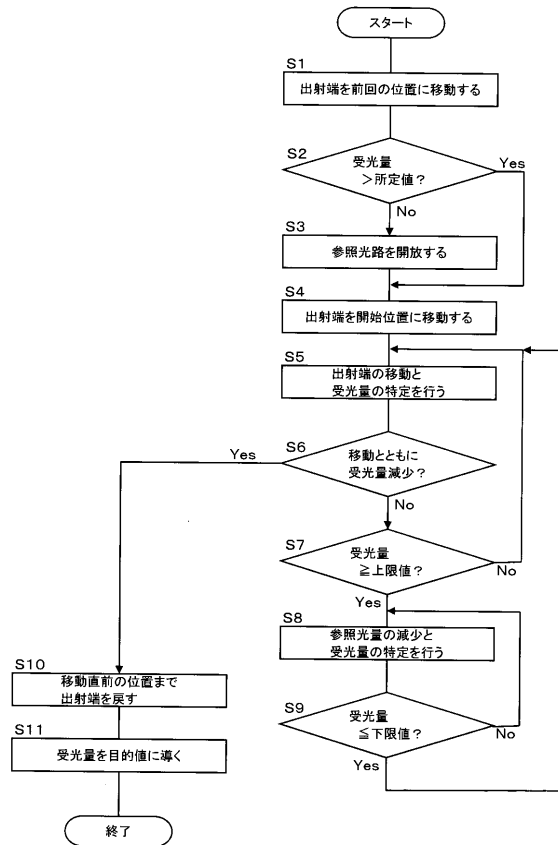 スタート
S1
出射端を前回の位置に移動する
S2
受光量
＞所定値？
Yes
No
S3
参照光路を開放する
S4
出射端を開始位置に移動する
S5
出射端の移動と
受光量の特定を行う
S6
移動とともに
受光量減少？
Yes
No
S7
受光量
≧上限値？
No
Yes
S8
参照光量の減少と
受光量の特定を行う
S9
受光量
≦下限値？
No
Yes
S10
移動直前の位置まで
出射端を戻す
S11
受光量を目的値に導く
終了